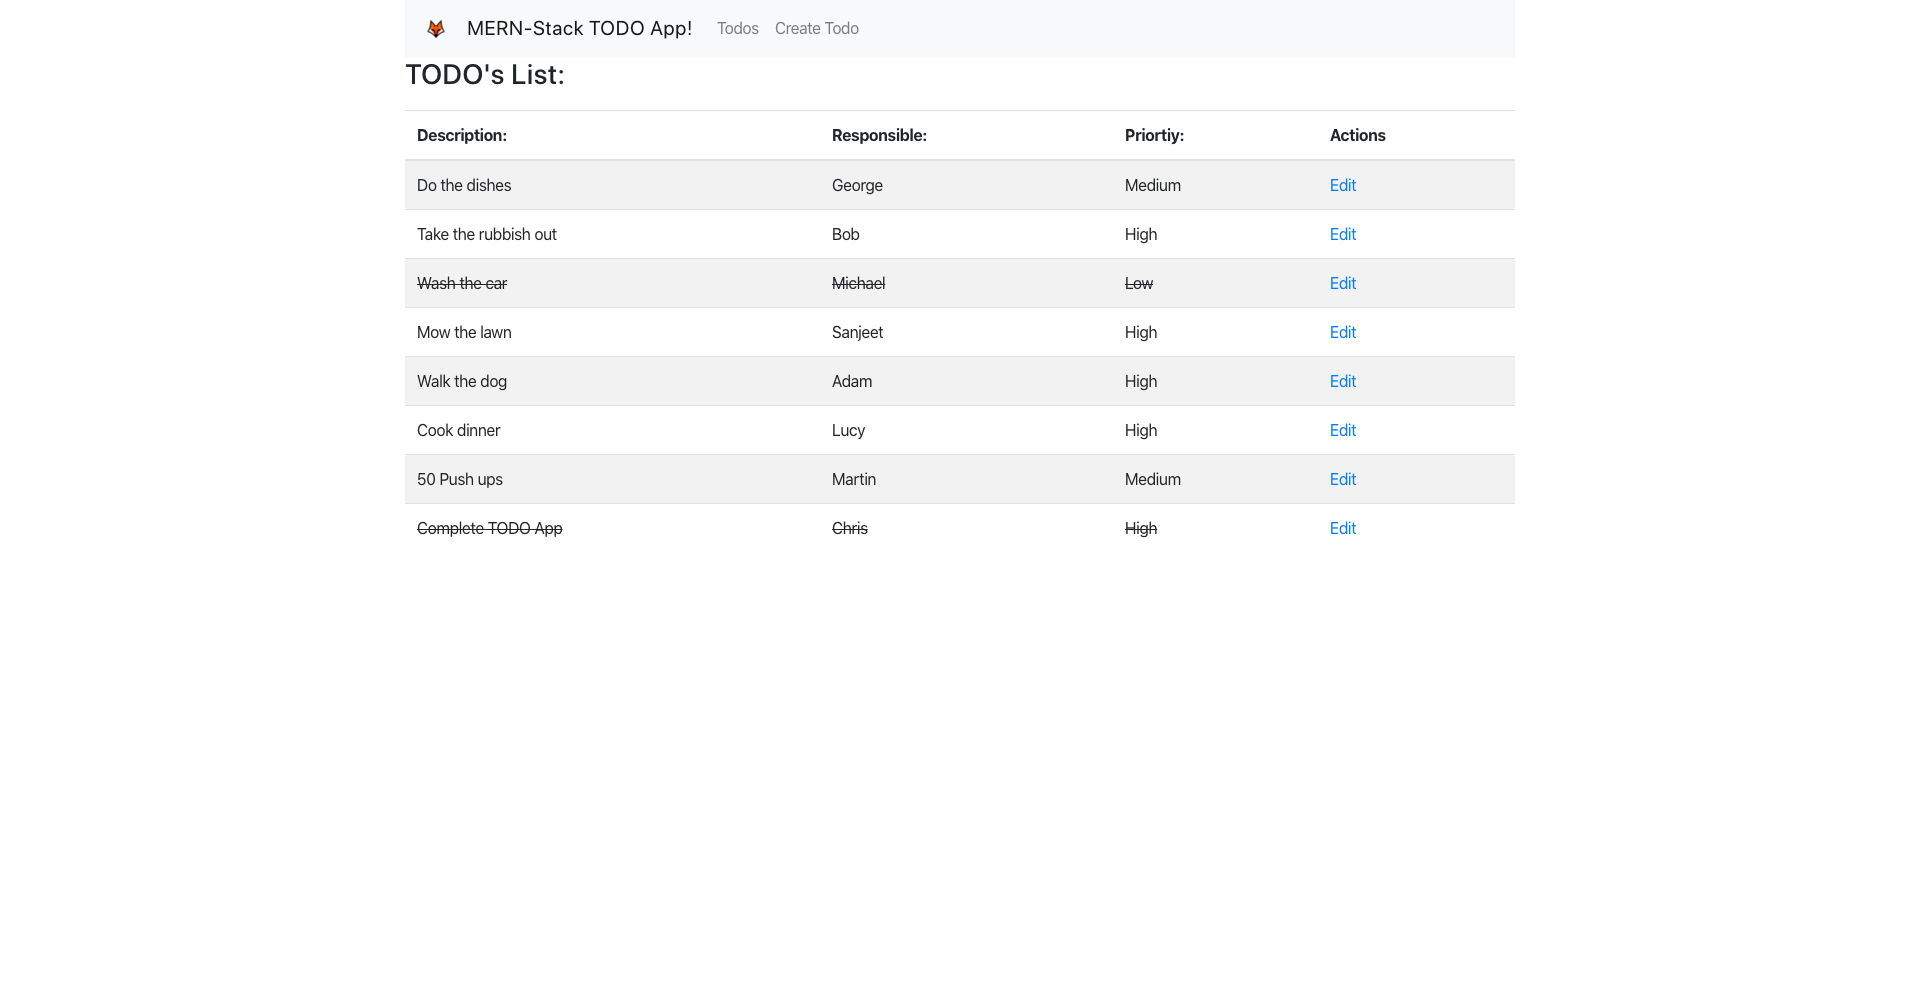 MERN-Stack TODO App! Todos Create Todo
TODO's List:
Description: Responsible: Priortiy: Actions
Do the dishes George Medium Edit
Take the rubbish out Bob High Edit
Wash the car Michael Low Edit
Mow the lawn Sanjeet High Edit
Walk the dog Adam High Edit
Cook dinner Lucy High Edit
50 Push ups Martin Medium Edit
Complete TODO App Chris High Edit